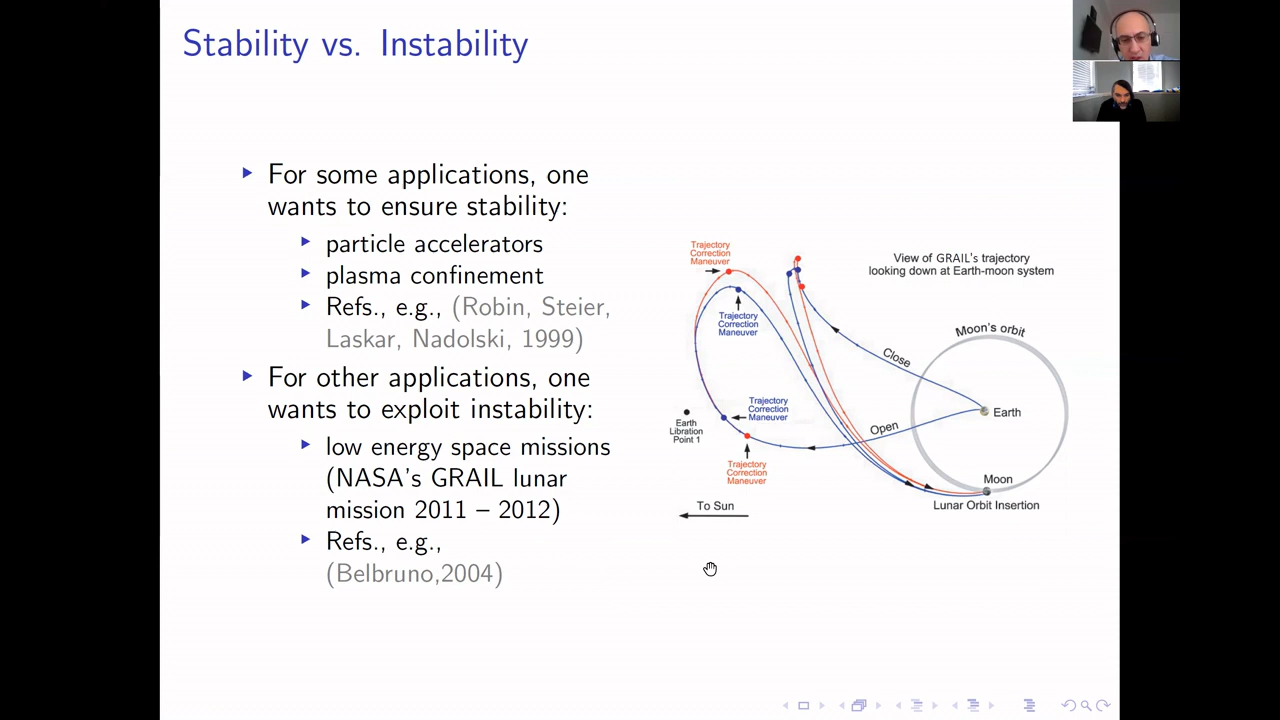 Stability vs. Instability
For some applications, one
wants to ensure stability:
particle accelerators
plasma confinement
Refs., e.g., (Robin, Steier,
Laskar, Nadolski, 1999)
For other applications, one
wants to exploit instability:
low energy space missions
(NASA's GRAIL lunar
mission 2011 – 2012)
Refs., e.g.,
(Belbruno,2004)
Trajectory
Correction
Maneuver
View of GRAIL's trajectory
looking down at Earth-moon system
Trajectory
Correction
Maneuver
Moon's orbit
Close
Trajectory
Correction
Maneuver
Earth
Earth
Libration
Point 1
Open
Trajectory
Correction
Maneuver
Moon
Lunar Orbit Insertion
To Sun